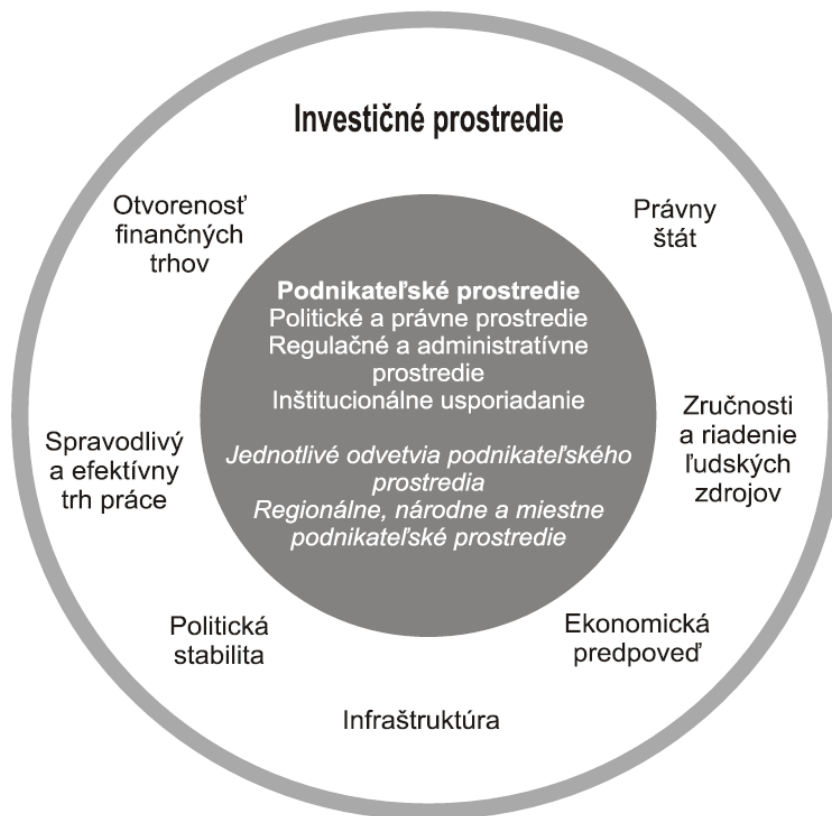 Investičné prostredie
Otvorenosť
finančných
trhov
Právny
štát
Podnikateľské prostredie
Politické a právne prostredie
Regulačné a administratívne
prostredie
Inštitucionálne usporiadanie
Jednotlivé odvetvia podnikateľského
prostredia
Regionálne, národne a miestne
podnikateľské prostredie
Spravodlivý
a efektívny
trh práce
Zručnosti
a riadenie
ľudských
zdrojov
Politická
stabilita
Ekonomická
predpoveď
Infraštruktúra